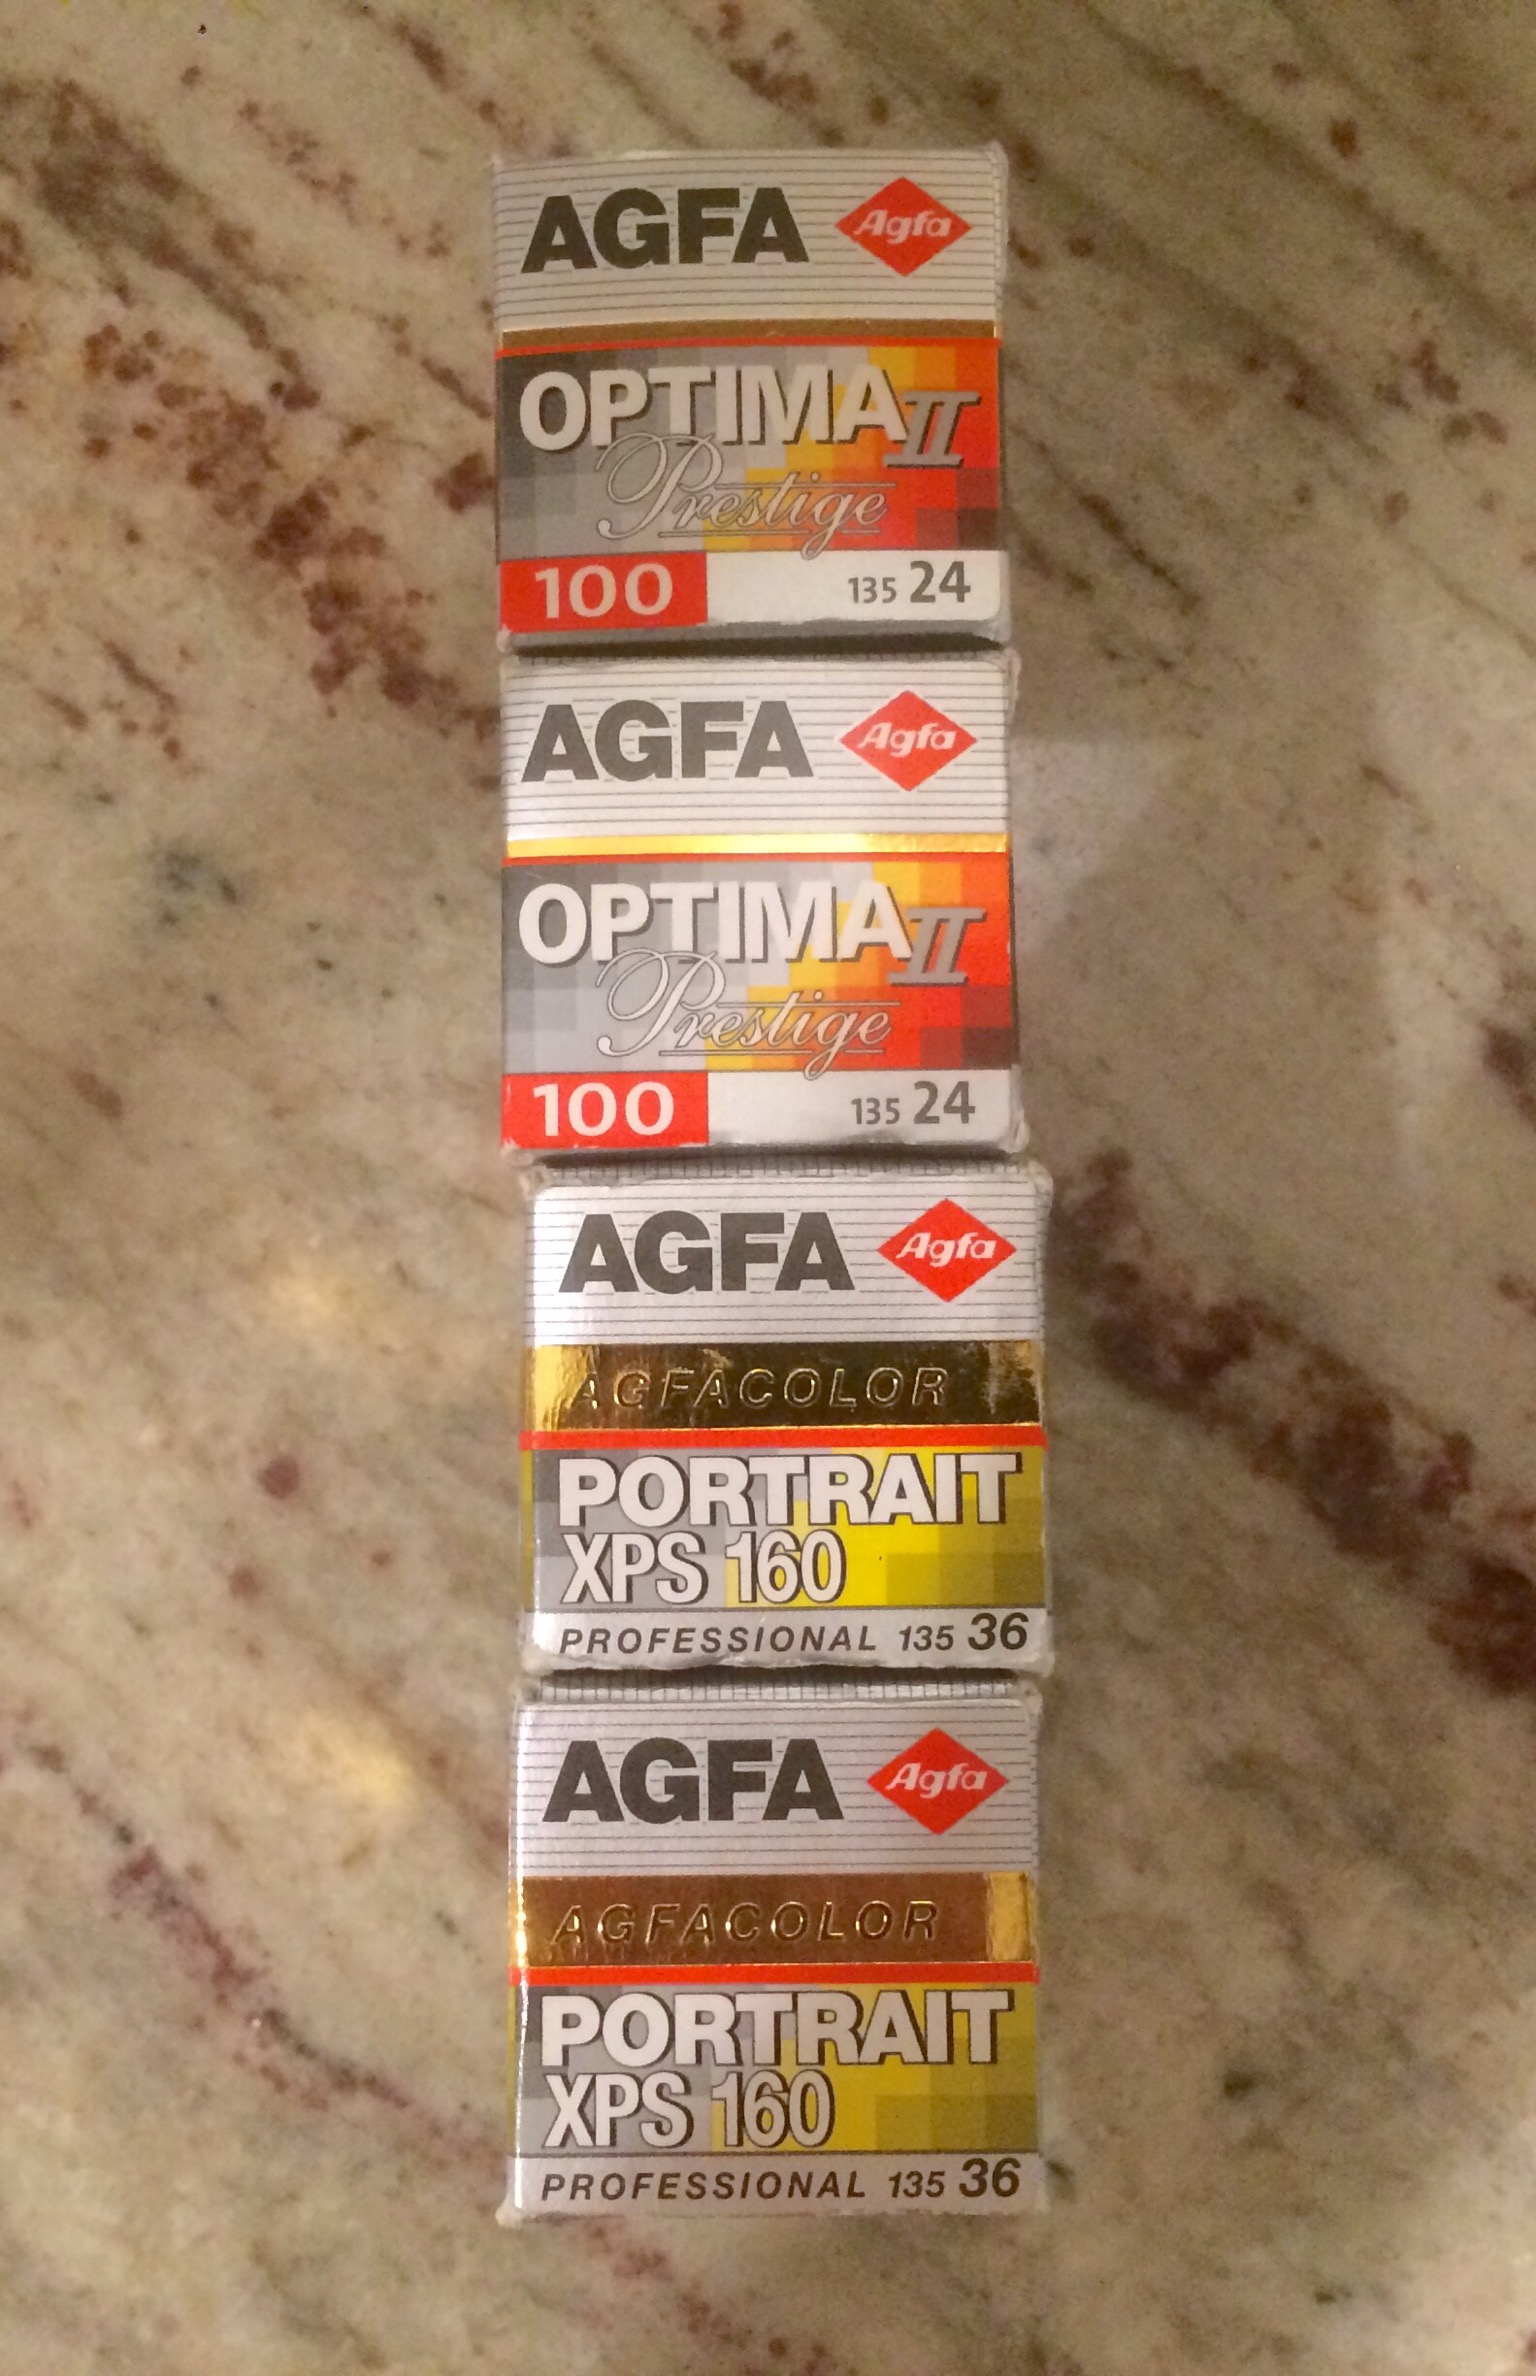 AGFA Agfa
OPTIMA II
Prestige
100 135 24
AGFA Agfa
OPTIMA II
Prestige
100 135 24
AGFA Agfa
AGFACOLOR
PORTRAIT
XPS 160
PROFESSIONAL 135 36
AGFA Agfa
AGFACOLOR
PORTRAIT
XPS 160
PROFESSIONAL 135 36